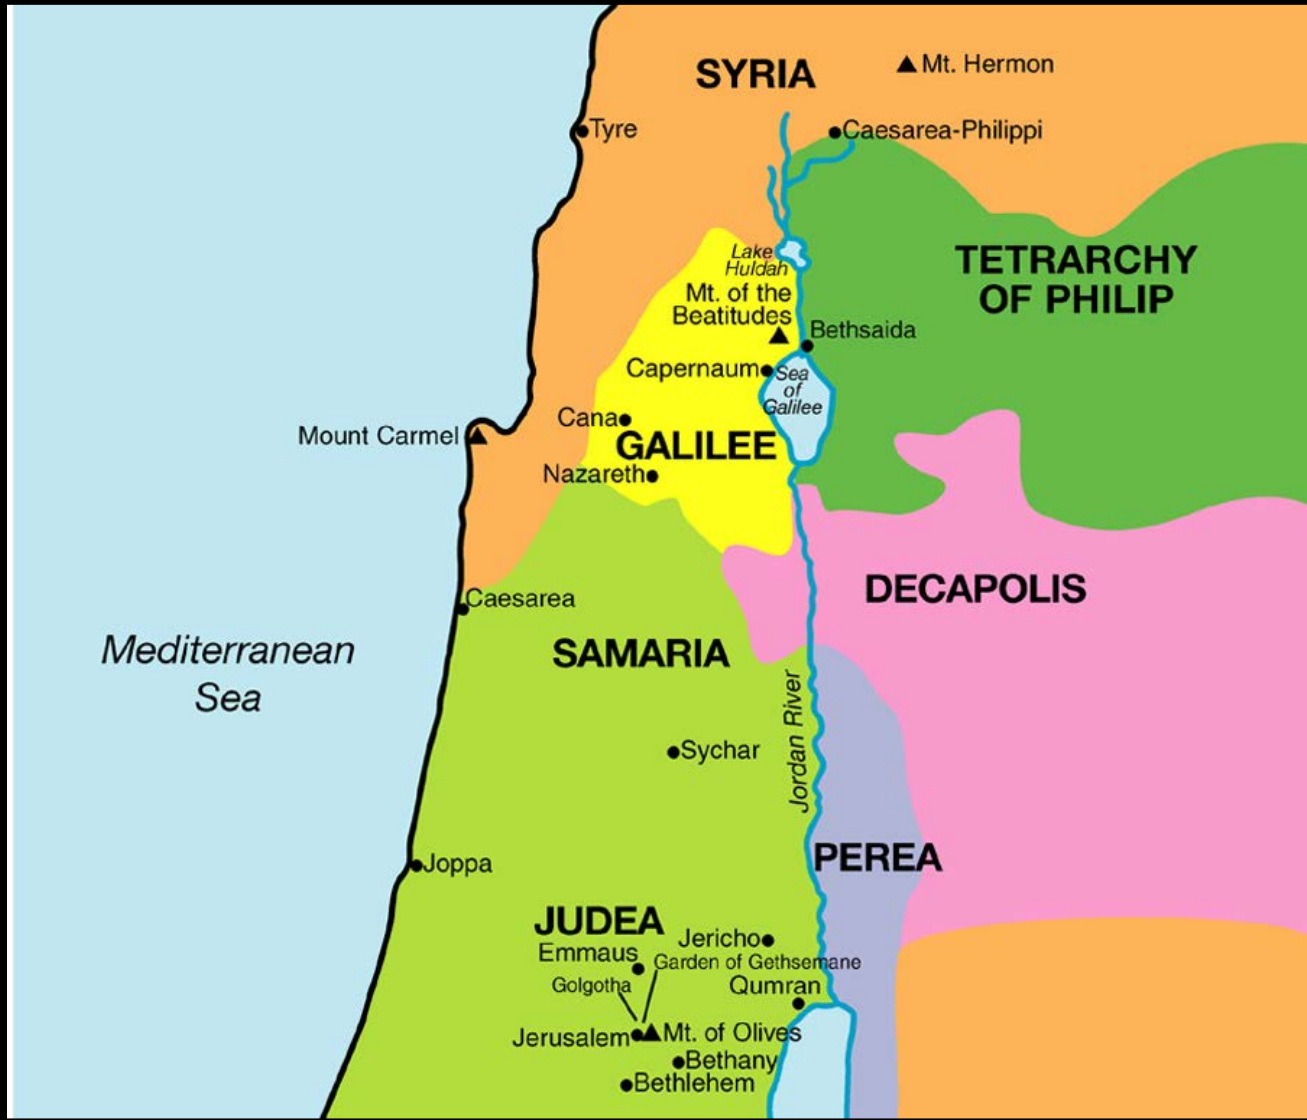 SYRIA
Mt. Hermon
Tyre
Caesarea-Philippi
Lake
Huldah
TETRARCHY
OF PHILIP
Mt. of the
Beatitudes
Bethsaida
Capernaum
Sea
of
Galilee
Cana
Mount Carmel
GALILEE
Nazareth
DECAPOLIS
Caesarea
Mediterranean
Sea
SAMARIA
Jordan River
Sychar
PEREA
Joppa
JUDEA
Jericho
Emmaus
Garden of Gethsemane
Golgotha
Qumran
Jerusalem
Mt. of Olives
Bethany
Bethlehem